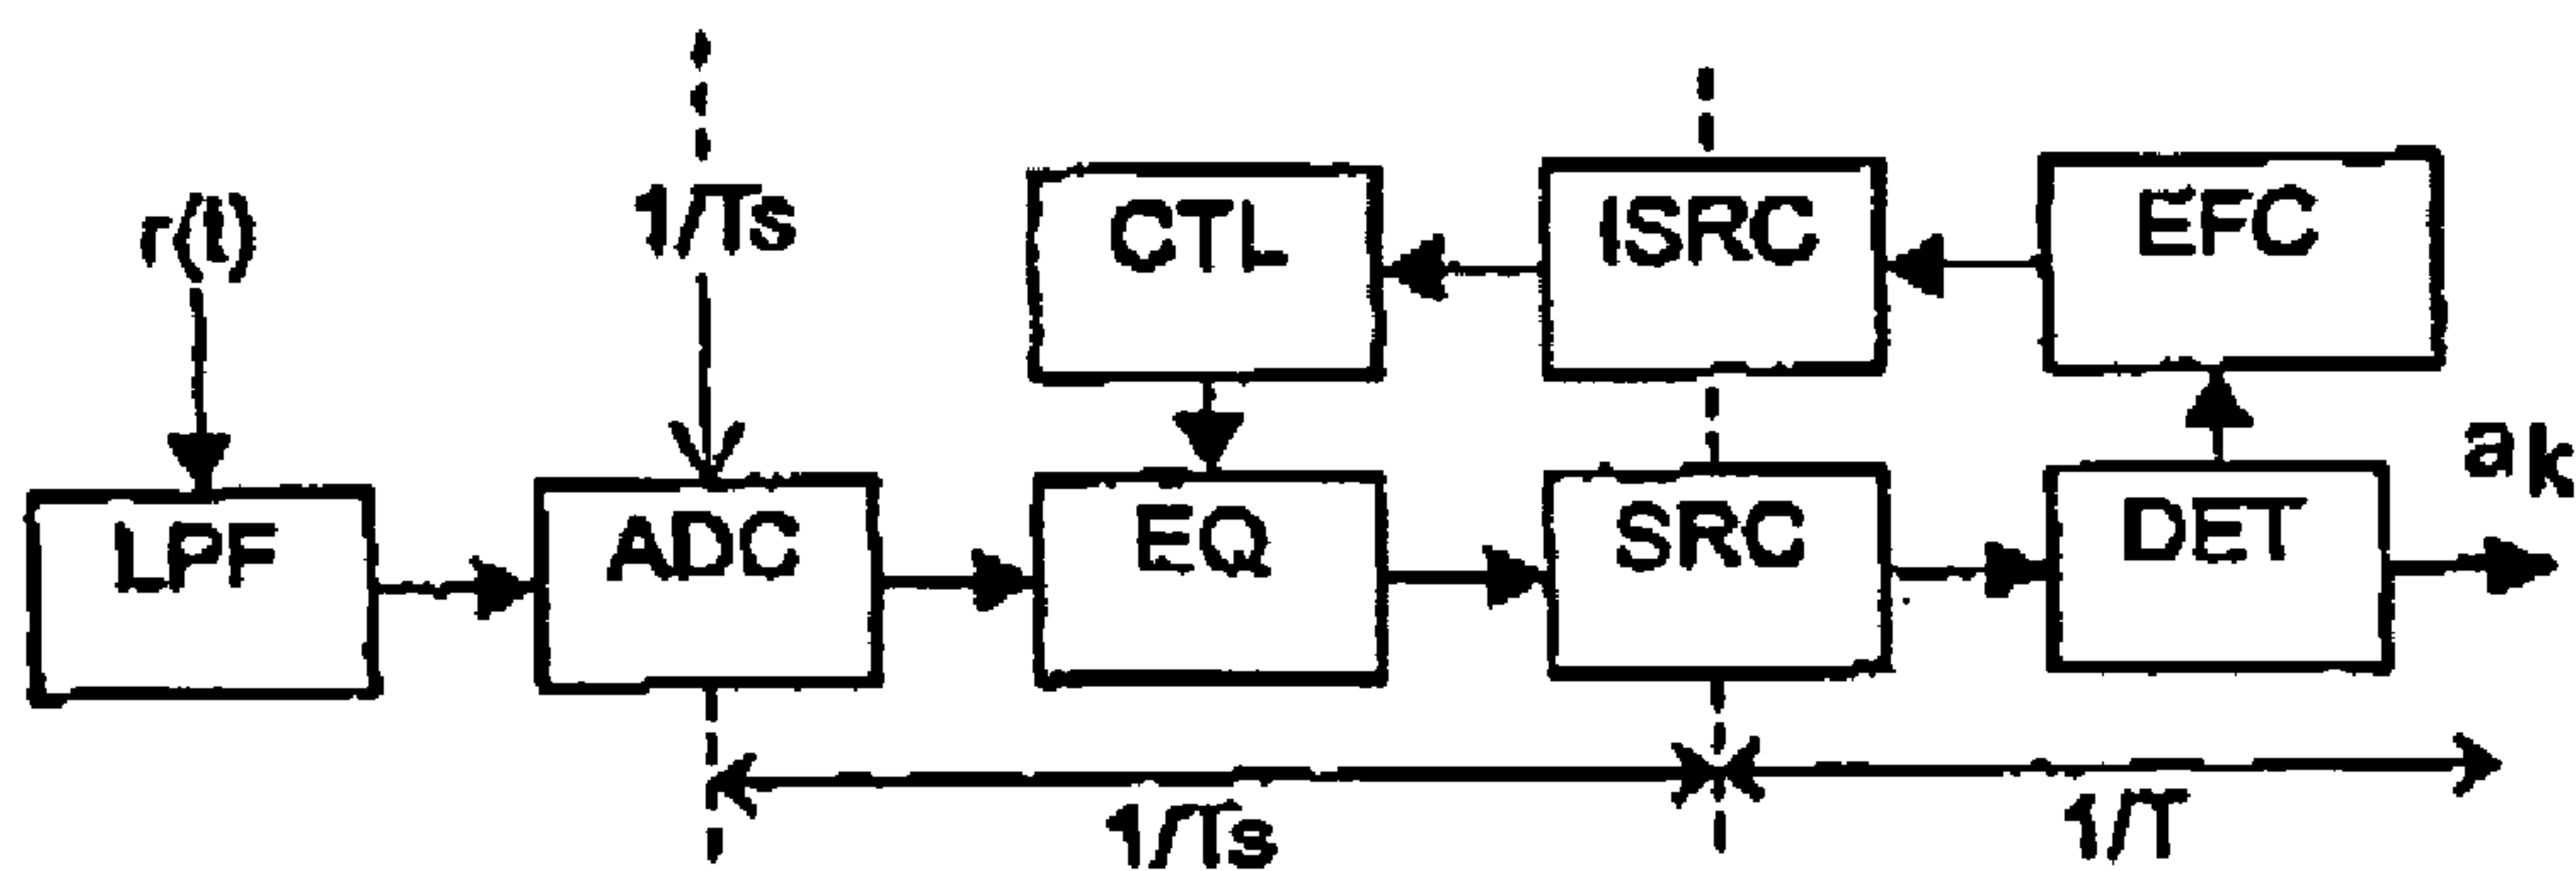 r(t)
1/Ts
CTL
ISRC
EFC
LPF
ADC
EQ
SRC
DET
ak
1/Ts
1/T